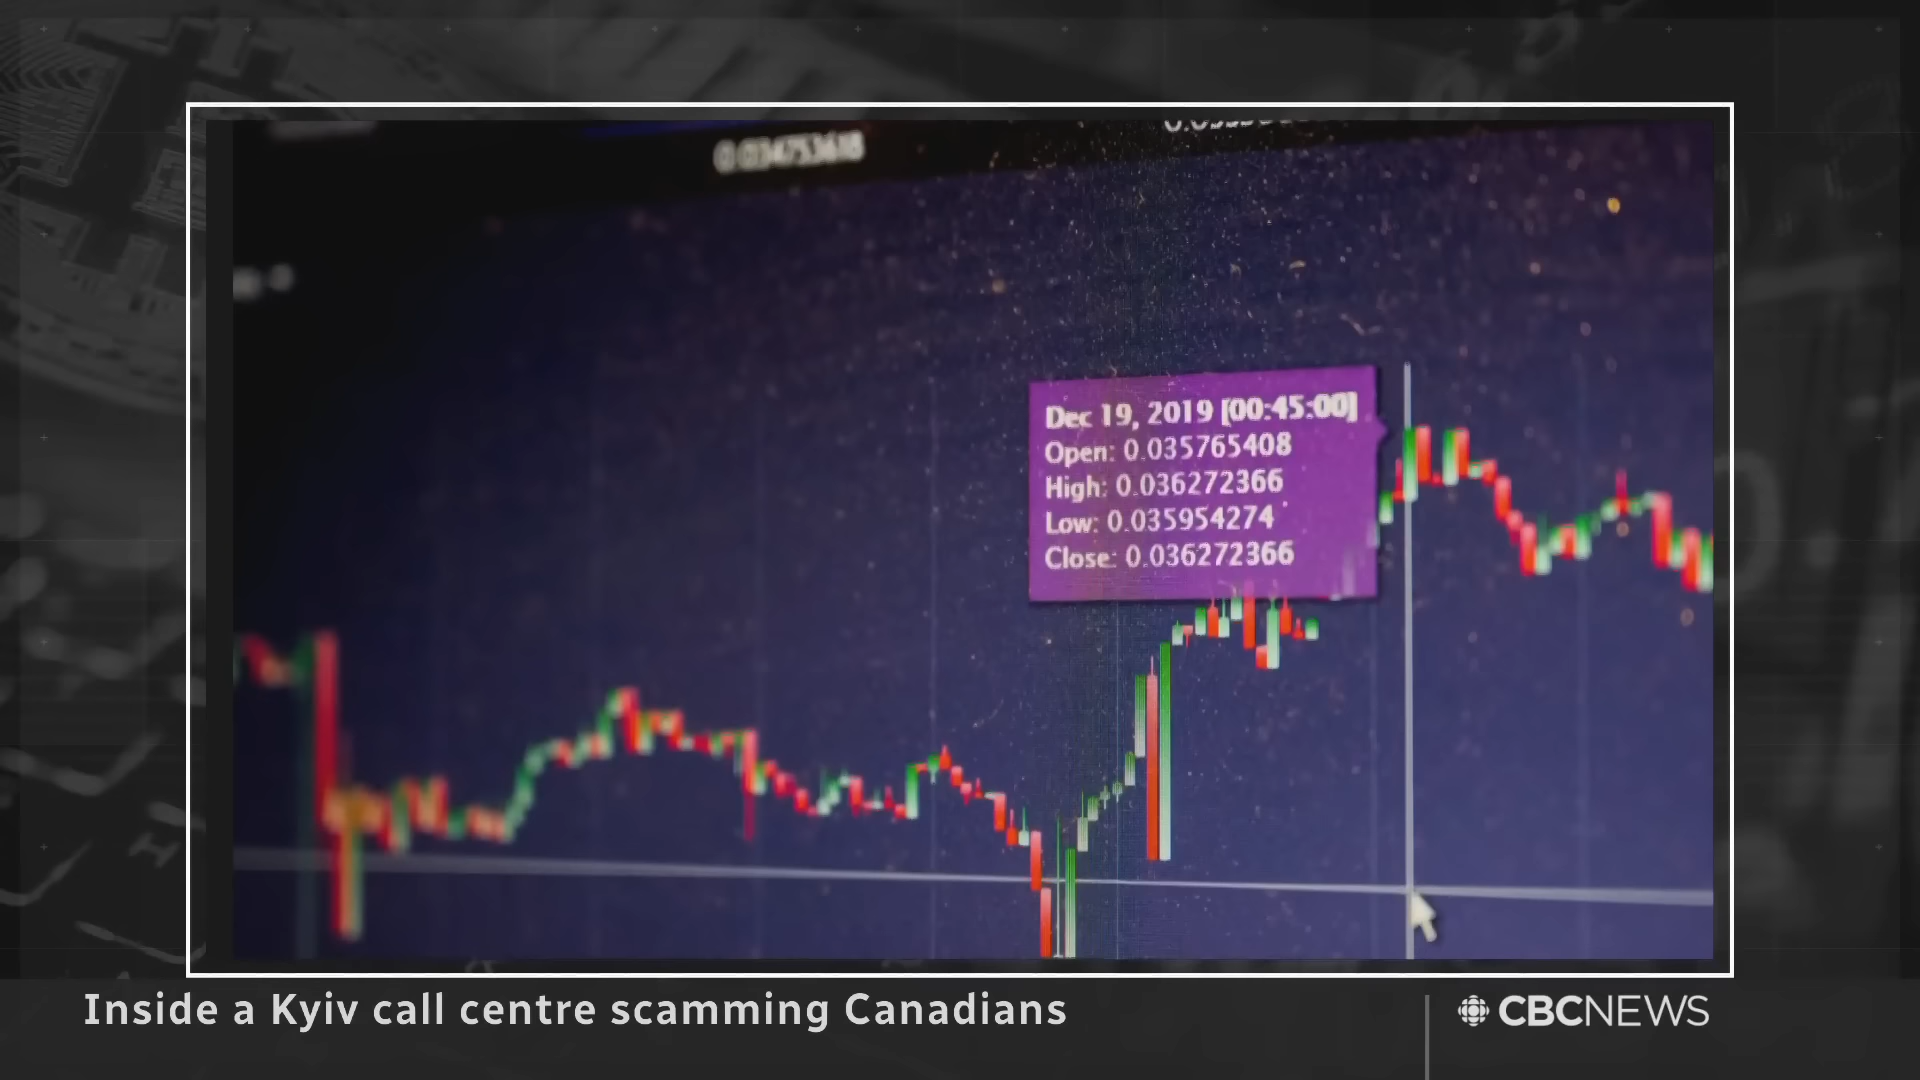 0.034753618
Dec 19, 2019 [00:45:00]
Open: 0.035765408
High: 0.036272366
Low: 0.035954274
Close: 0.036272366
Inside a Kyiv call centre scamming Canadians
CBCNEWS